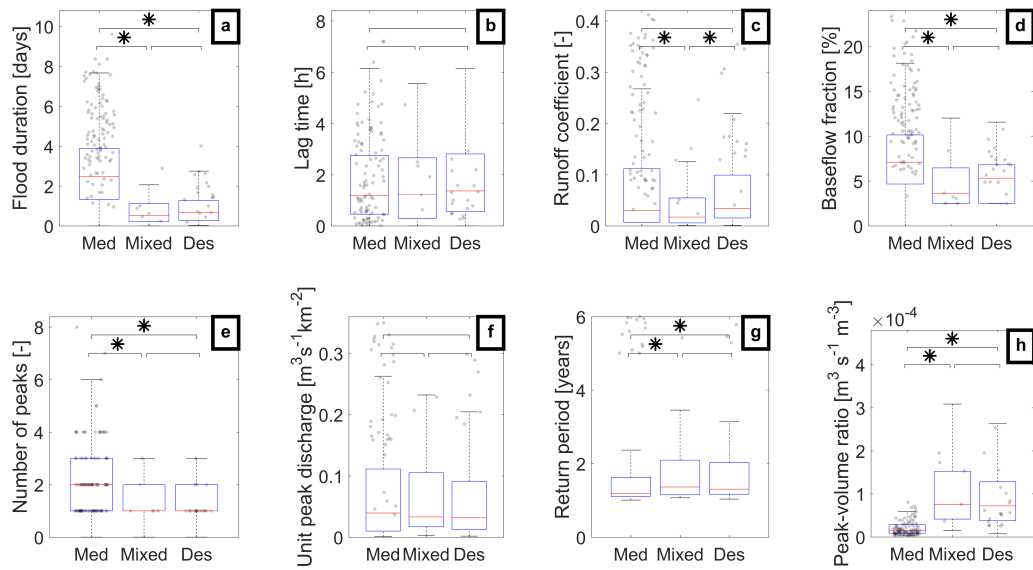 a
Flood duration [days]
10
8
6
4
2
0
Med Mixed Des
b
Lag time [h]
8
6
4
2
0
Med Mixed Des
c
Runoff coefficient [-]
0.4
0.3
0.2
0.1
0
Med Mixed Des
d
Baseflow fraction [%]
20
15
10
5
0
Med Mixed Des
e
Number of peaks [-]
8
6
4
2
0
Med Mixed Des
f
Unit peak discharge [m³s⁻¹km⁻²]
0.3
0.2
0.1
0
Med Mixed Des
g
Return period [years]
6
5
4
3
2
1
0
Med Mixed Des
h
Peak-volume ratio [m³ s⁻¹ m⁻³]
×10⁻⁴
4
3
2
1
0
Med Mixed Des